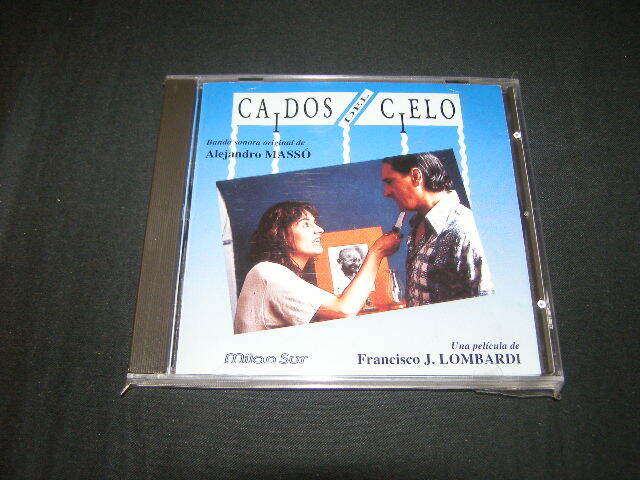 CAIDOS DEL CIELO
Banda sonora original de
Alejandro MASSÓ
Una película de
Francisco J. LOMBARDI
Milan Sur